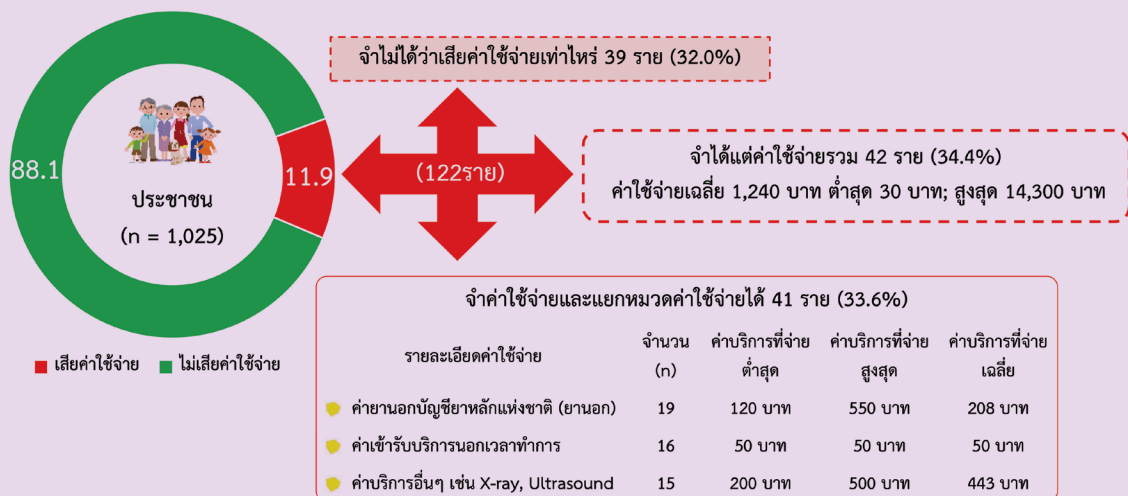 จำไม่ได้ว่าเสียค่าใช้จ่ายเท่าไหร่ 39 ราย (32.0%)
88.1
11.9
ประชาชน
(n = 1,025)
(122ราย)
จำได้แต่ค่าใช้จ่ายรวม 42 ราย (34.4%)
ค่าใช้จ่ายเฉลี่ย 1,240 บาท ต่ำสุด 30 บาท; สูงสุด 14,300 บาท
เสียค่าใช้จ่าย ไม่เสียค่าใช้จ่าย
จำค่าใช้จ่ายและแยกหมวดค่าใช้จ่ายได้ 41 ราย (33.6%)
รายละเอียดค่าใช้จ่าย จำนวน (n) ค่าบริการที่จ่าย ต่ำสุด ค่าบริการที่จ่าย สูงสุด ค่าบริการที่จ่าย เฉลี่ย
ค่ายานอกบัญชียาหลักแห่งชาติ (ยานอก) 19 120 บาท 550 บาท 208 บาท
ค่าเข้ารับบริการนอกเวลาทำการ 16 50 บาท 50 บาท 50 บาท
ค่าบริการอื่นๆ เช่น X-ray, Ultrasound 15 200 บาท 500 บาท 443 บาท